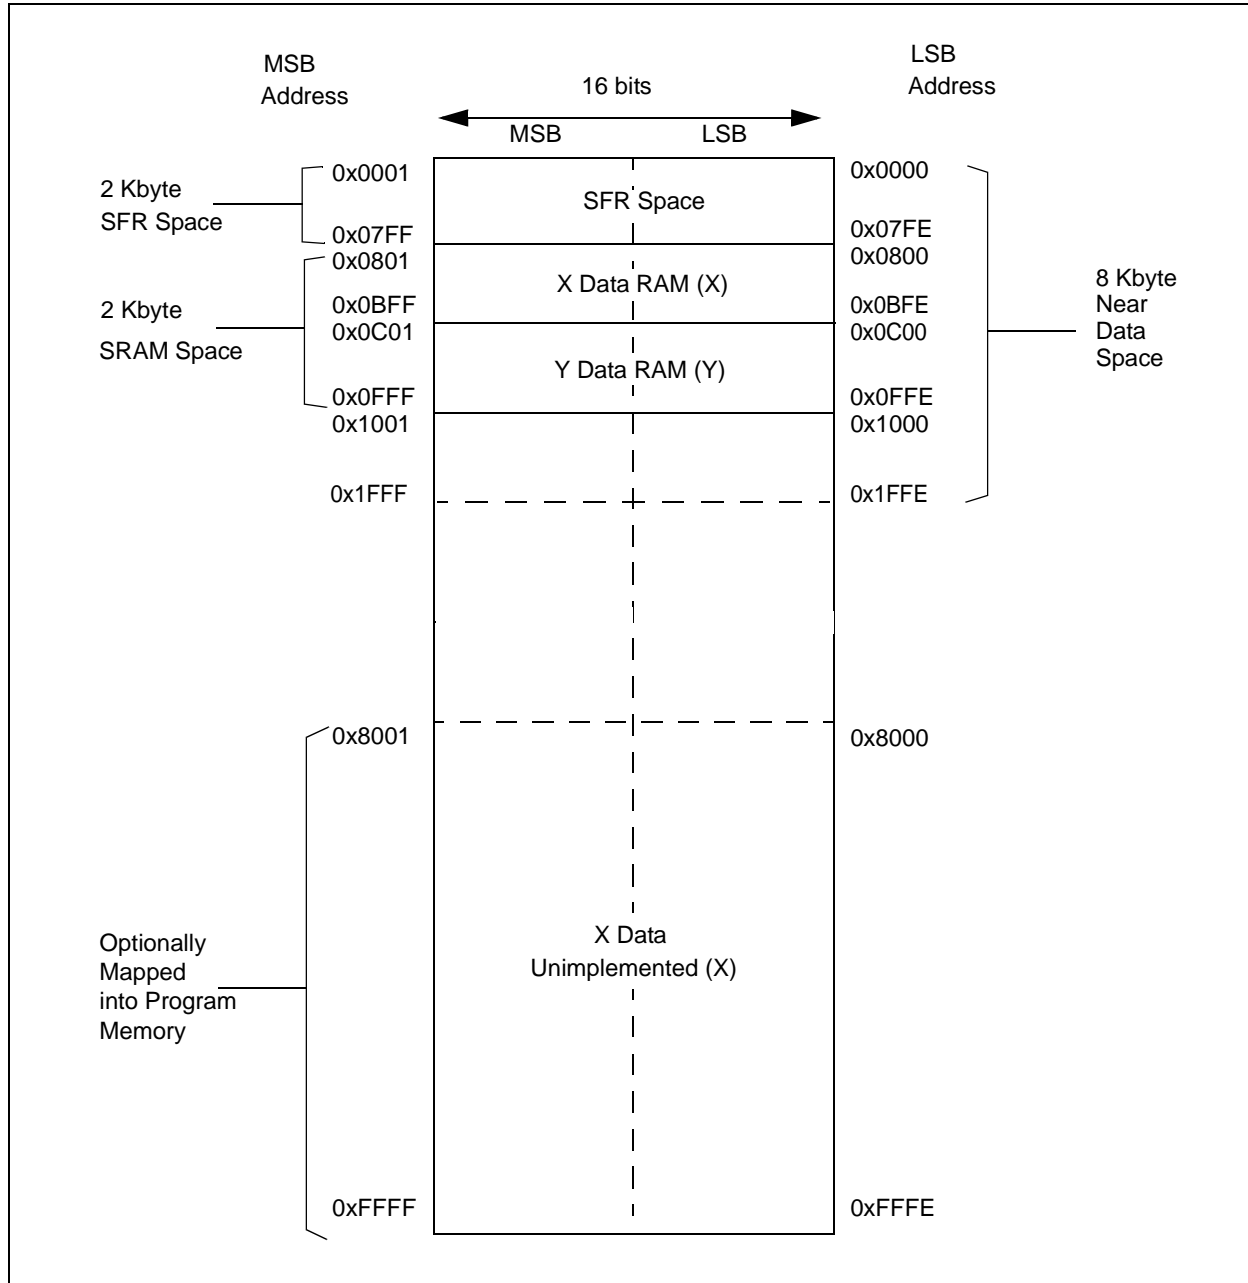 MSB
Address
16 bits
LSB
Address
MSB
LSB
2 Kbyte
SFR Space
0x0001
0x07FF
SFR Space
0x0000
0x07FE
2 Kbyte
SRAM Space
0x0801
0x0BFF
0x0C01
0x0FFF
X Data RAM (X)
Y Data RAM (Y)
0x0800
0x0BFE
0x0C00
0x0FFE
8 Kbyte
Near
Data
Space
0x1001
0x1000
0x1FFF
0x1FFE
0x8001
0x8000
Optionally
Mapped
into Program
Memory
X Data
Unimplemented (X)
0xFFFF
0xFFFE